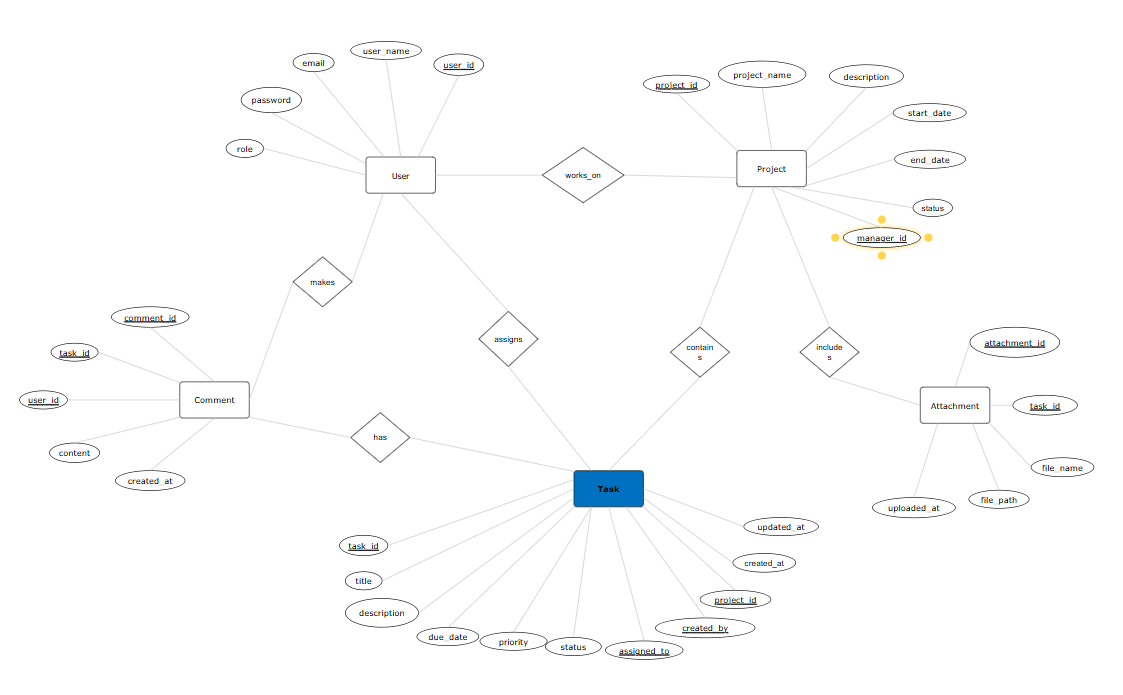 user_name
email
user_id
password
role
User
works_on
project_id
project_name
description
start_date
end_date
status
manager_id
Project
makes
assigns
contain
s
include
s
comment_id
task_id
user_id
content
created_at
Comment
has
attachment_id
task_id
file_name
file_path
uploaded_at
Attachment
Task
task_id
title
description
due_date
priority
status
assigned_to
created_by
project_id
created_at
updated_at